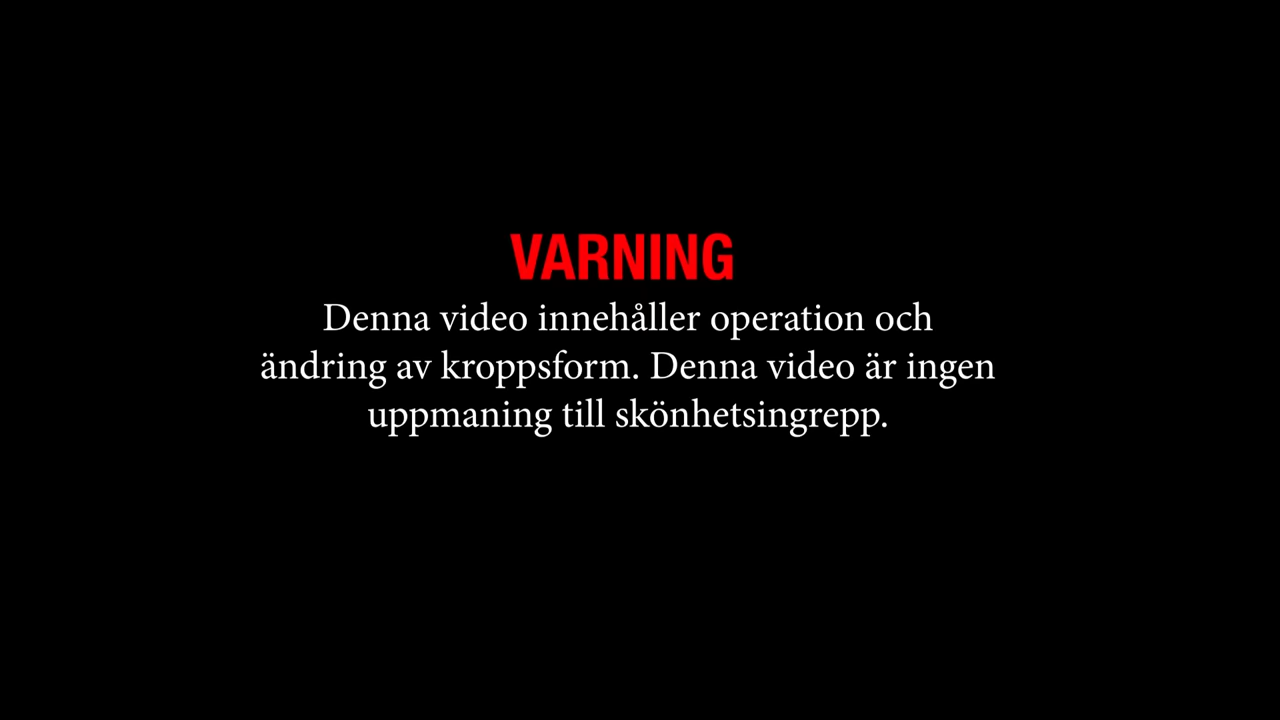 VARNING
Denna video innehåller operation och
ändring av kroppsform. Denna video är ingen
uppmaning till skönhetsingrepp.